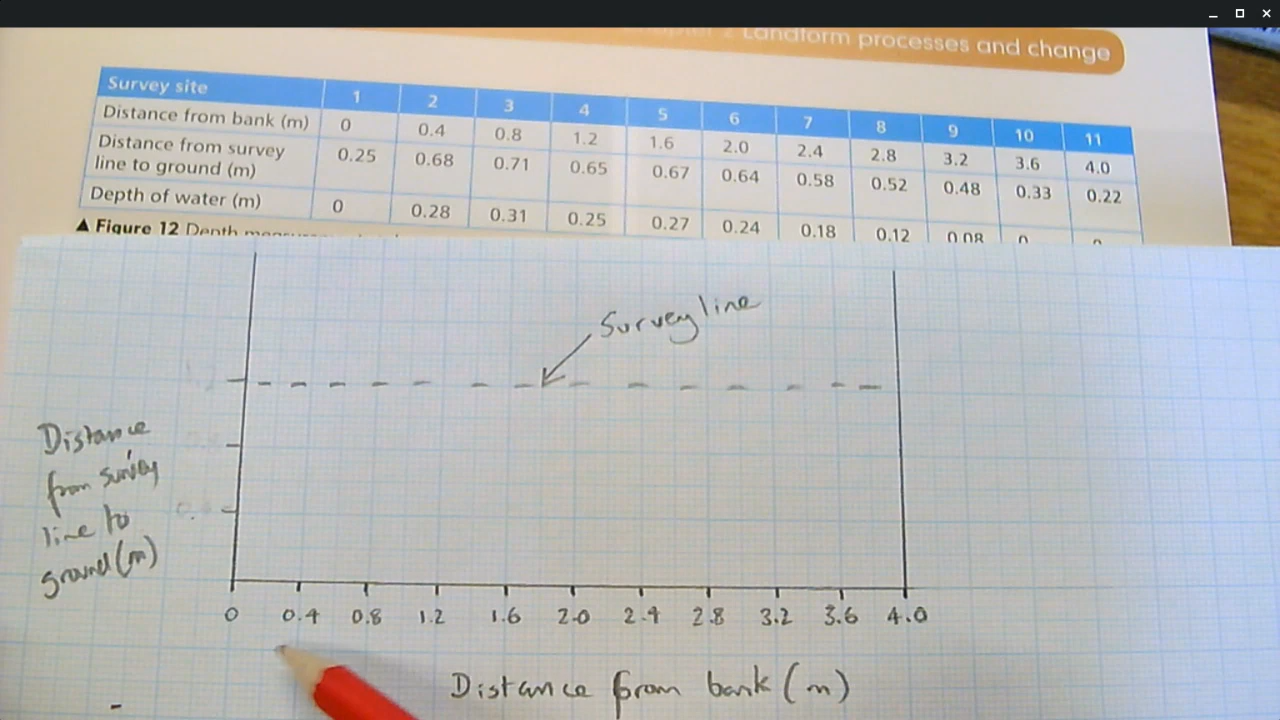 Landform processes and change
Survey site 1 2 3 4 5 6 7 8 9 10 11
Distance from bank (m) 0 0.4 0.8 1.2 1.6 2.0 2.4 2.8 3.2 3.6 4.0
Distance from survey
line to ground (m) 0.25 0.68 0.71 0.65 0.67 0.64 0.58 0.52 0.48 0.33 0.22
Depth of water (m) 0 0.28 0.31 0.25 0.27 0.24 0.18 0.12 0.08 0 0
▲ Figure 12 Depth
Survey line
Distance
from survey
line to
ground (m)
0 0.4 0.8 1.2 1.6 2.0 2.4 2.8 3.2 3.6 4.0
Distance from bank (m)